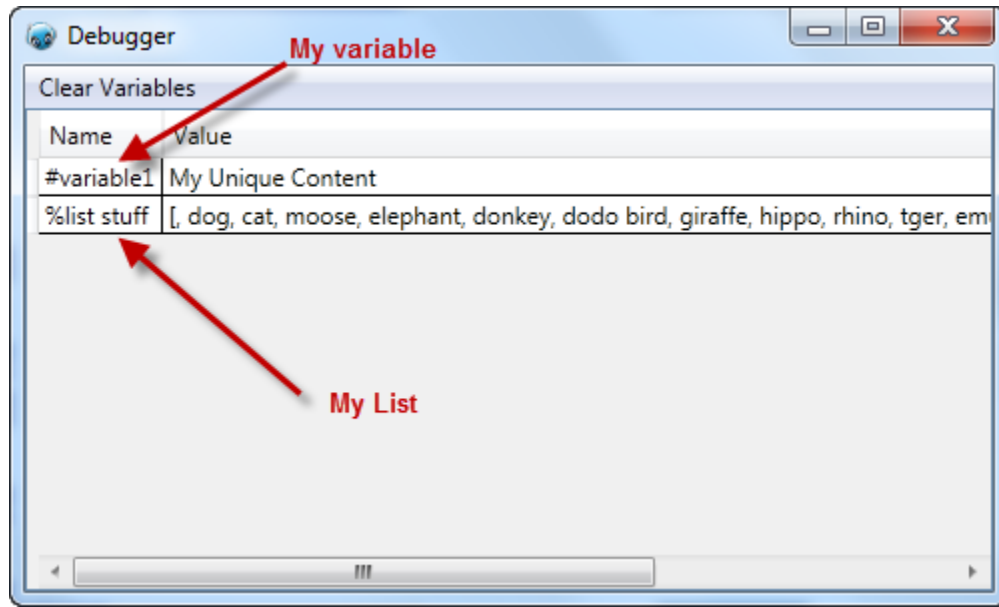 Debugger
My variable
Clear Variables
Name Value
#variable1 My Unique Content
%list stuff [, dog, cat, moose, elephant, donkey, dodo bird, giraffe, hippo, rhino, tger, emu
My List